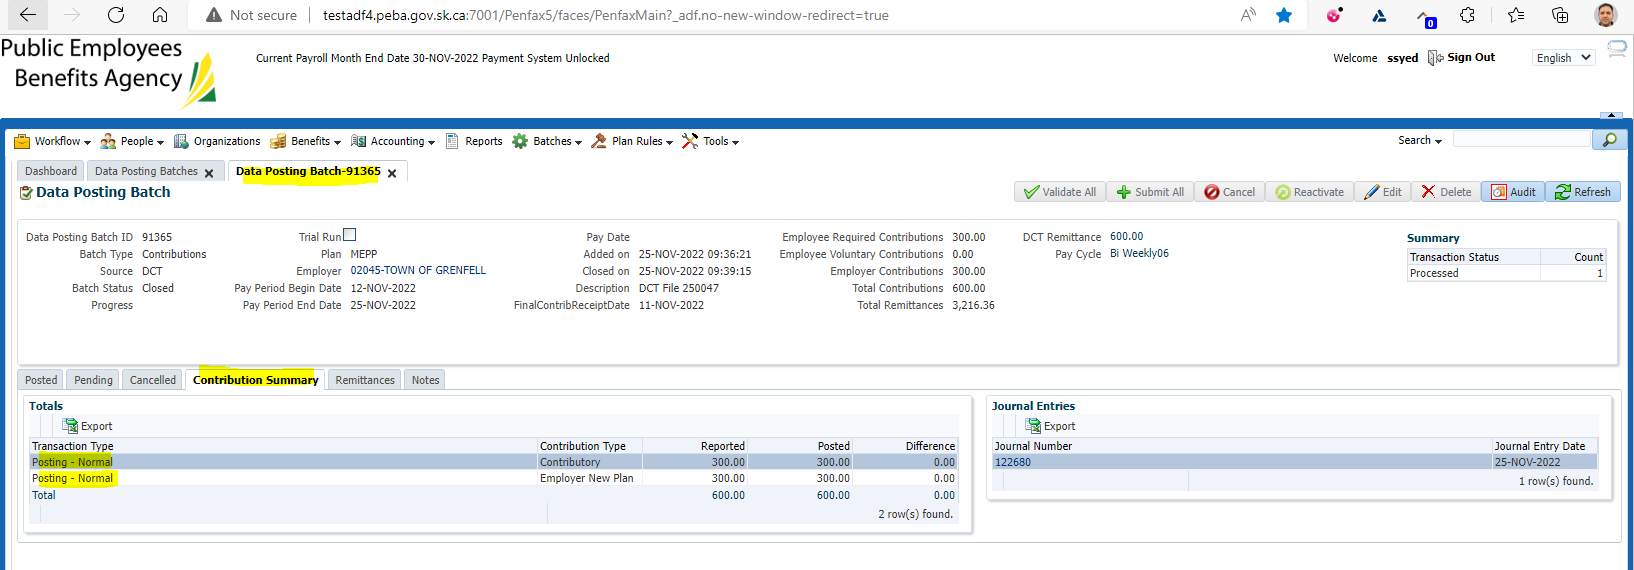 Not secure testadf4.peba.gov.sk.ca:7001/Penfax5/faces/PenfaxMain?_adf.no-new-window-redirect=true A 0
Public Employees
Benefits Agency
Current Payroll Month End Date 30-NOV-2022 Payment System Unlocked
Welcome ssyed Sign Out English
Workflow People Organizations Benefits Accounting Reports Batches Plan Rules Tools Search
Dashboard Data Posting Batches Data Posting Batch-91365
Data Posting Batch
Validate All Submit All Cancel Reactivate Edit Delete Audit Refresh
Data Posting Batch ID 91365 Trial Run Pay Date Employee Required Contributions 300.00 DCT Remittance 600.00 Summary
Batch Type Contributions Plan MEPP Added on 25-NOV-2022 09:36:21 Employee Voluntary Contributions 0.00 Pay Cycle Bi Weekly06 Transaction Status Count
Source DCT Employer 02045-TOWN OF GRENFELL Closed on 25-NOV-2022 09:39:15 Employer Contributions 300.00 Processed 1
Batch Status Closed Pay Period Begin Date 12-NOV-2022 Description DCT File 250047 Total Contributions 600.00
Progress Pay Period End Date 25-NOV-2022 FinalContribReceiptDate 11-NOV-2022 Total Remittances 3,216.36
Posted Pending Cancelled Contribution Summary Remittances Notes
Totals Journal Entries
Export Export
Transaction Type Contribution Type Reported Posted Difference Journal Number Journal Entry Date
Posting - Normal Contributory 300.00 300.00 0.00 122680 25-NOV-2022
Posting - Normal Employer New Plan 300.00 300.00 0.00 1 row(s) found.
Total 600.00 600.00 0.00
2 row(s) found.